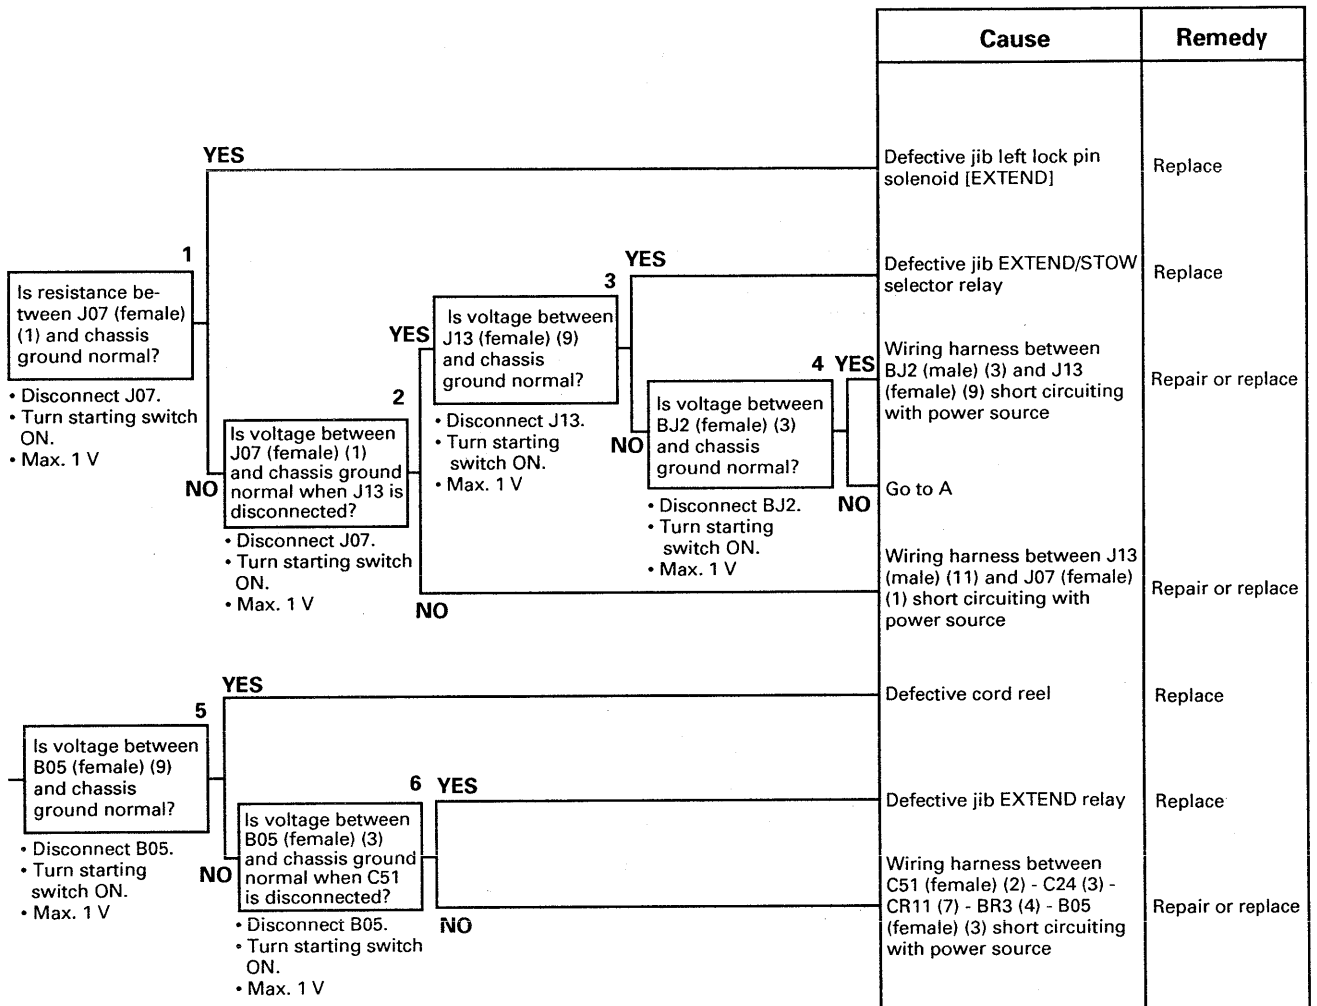 Cause
Remedy
YES
Defective jib left lock pin
solenoid [EXTEND]
Replace
1
Is resistance be-
tween J07 (female)
(1) and chassis
ground normal?
• Disconnect J07.
• Turn starting switch
ON.
• Max. 1 V
NO
2
Is voltage between
J07 (female) (1)
and chassis ground
normal when J13 is
disconnected?
• Disconnect J07.
• Turn starting switch
ON.
• Max. 1 V
YES
3
Is voltage between
J13 (female) (9)
and chassis
ground normal?
• Disconnect J13.
• Turn starting
switch ON.
• Max. 1 V
YES
Defective jib EXTEND/STOW
selector relay
Replace
NO
4
Is voltage between
BJ2 (female) (3)
and chassis
ground normal?
• Disconnect BJ2.
• Turn starting
switch ON.
• Max. 1 V
YES
Wiring harness between
BJ2 (male) (3) and J13
(female) (9) short circuiting
with power source
Repair or replace
NO
Go to A
NO
Wiring harness between J13
(male) (11) and J07 (female)
(1) short circuiting with
power source
Repair or replace
5
Is voltage between
B05 (female) (9)
and chassis
ground normal?
• Disconnect B05.
• Turn starting
switch ON.
• Max. 1 V
YES
Defective cord reel
Replace
NO
6
Is voltage between
B05 (female) (3)
and chassis ground
normal when C51
is disconnected?
• Disconnect B05.
• Turn starting switch
ON.
• Max. 1 V
YES
Defective jib EXTEND relay
Replace
NO
Wiring harness between
C51 (female) (2) - C24 (3) -
CR11 (7) - BR3 (4) - B05
(female) (3) short circuiting
with power source
Repair or replace